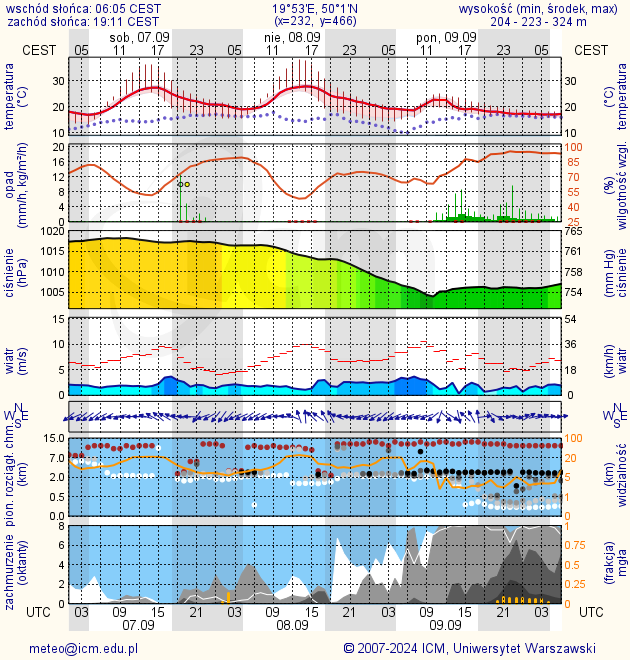 wschód słońca: 06:05 CEST 19°53'E, 50°1'N wysokość (min, środek, max)
zachód słońca: 19:11 CEST (x=232, y=466) 204 - 223 - 324 m
sob, 07.09 nie, 08.09 pon, 09.09
CEST 05 11 17 23 05 11 17 23 05 11 17 23 05 CEST
temperatura (°C) 30 20 10 30 20 10 (°C) temperatura
opad (mm/h, kg/m²/h) 20 16 12 8 4 0 100 85 70 55 40 25 (%) wilgotność wzgl.
ciśnienie (hPa) 1020 1015 1010 1005 765 761 758 754 (mm Hg) ciśnienie
wiatr (m/s) 15 10 5 0 54 36 18 0 (km/h) wiatr
N W E S N W E S
pion. rozciągł. chm. (km) 15.0 7.0 2.0 0.5 0.0 100 20 5 1 0 (km) widzialność
zachmurzenie (oktanty) 8 6 4 2 0 1 0.75 0.5 0.25 0 (frakcja) mgła
UTC 03 09 15 21 03 09 15 21 03 09 15 21 03 UTC
07.09 08.09 09.09
meteo@icm.edu.pl © 2007-2024 ICM, Uniwersytet Warszawski